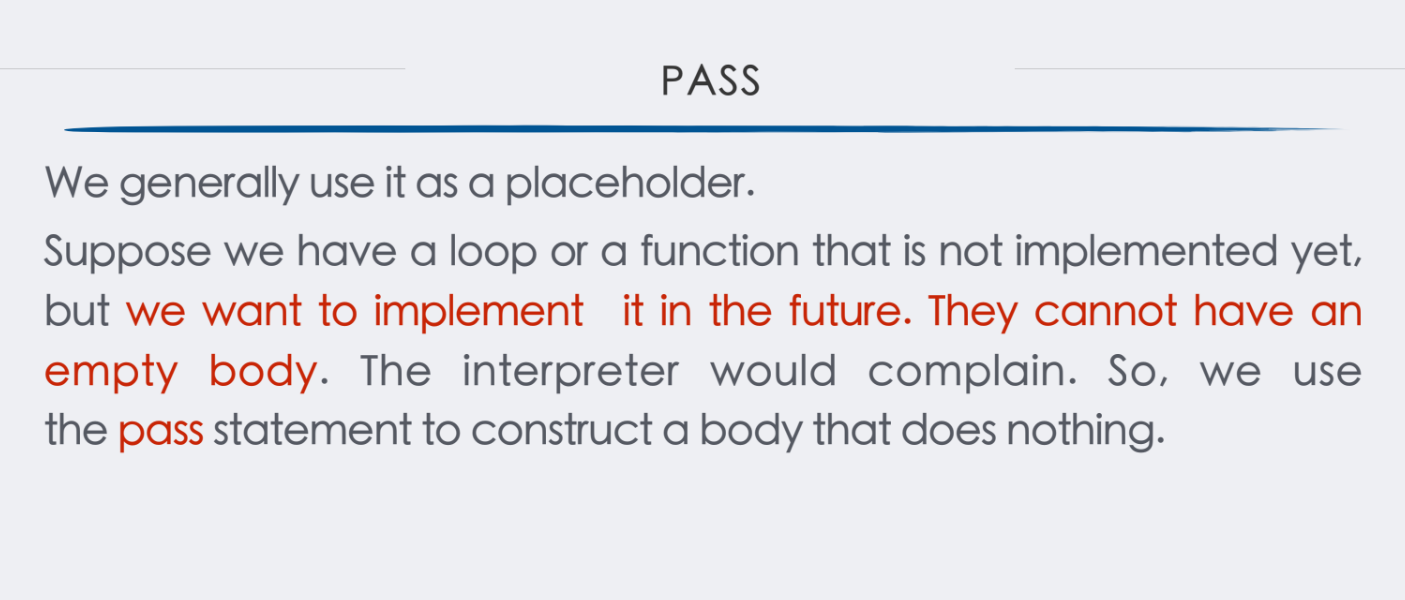 PASS
We generally use it as a placeholder.
Suppose we have a loop or a function that is not implemented yet,
but we want to implement it in the future. They cannot have an
empty body. The interpreter would complain. So, we use
the pass statement to construct a body that does nothing.